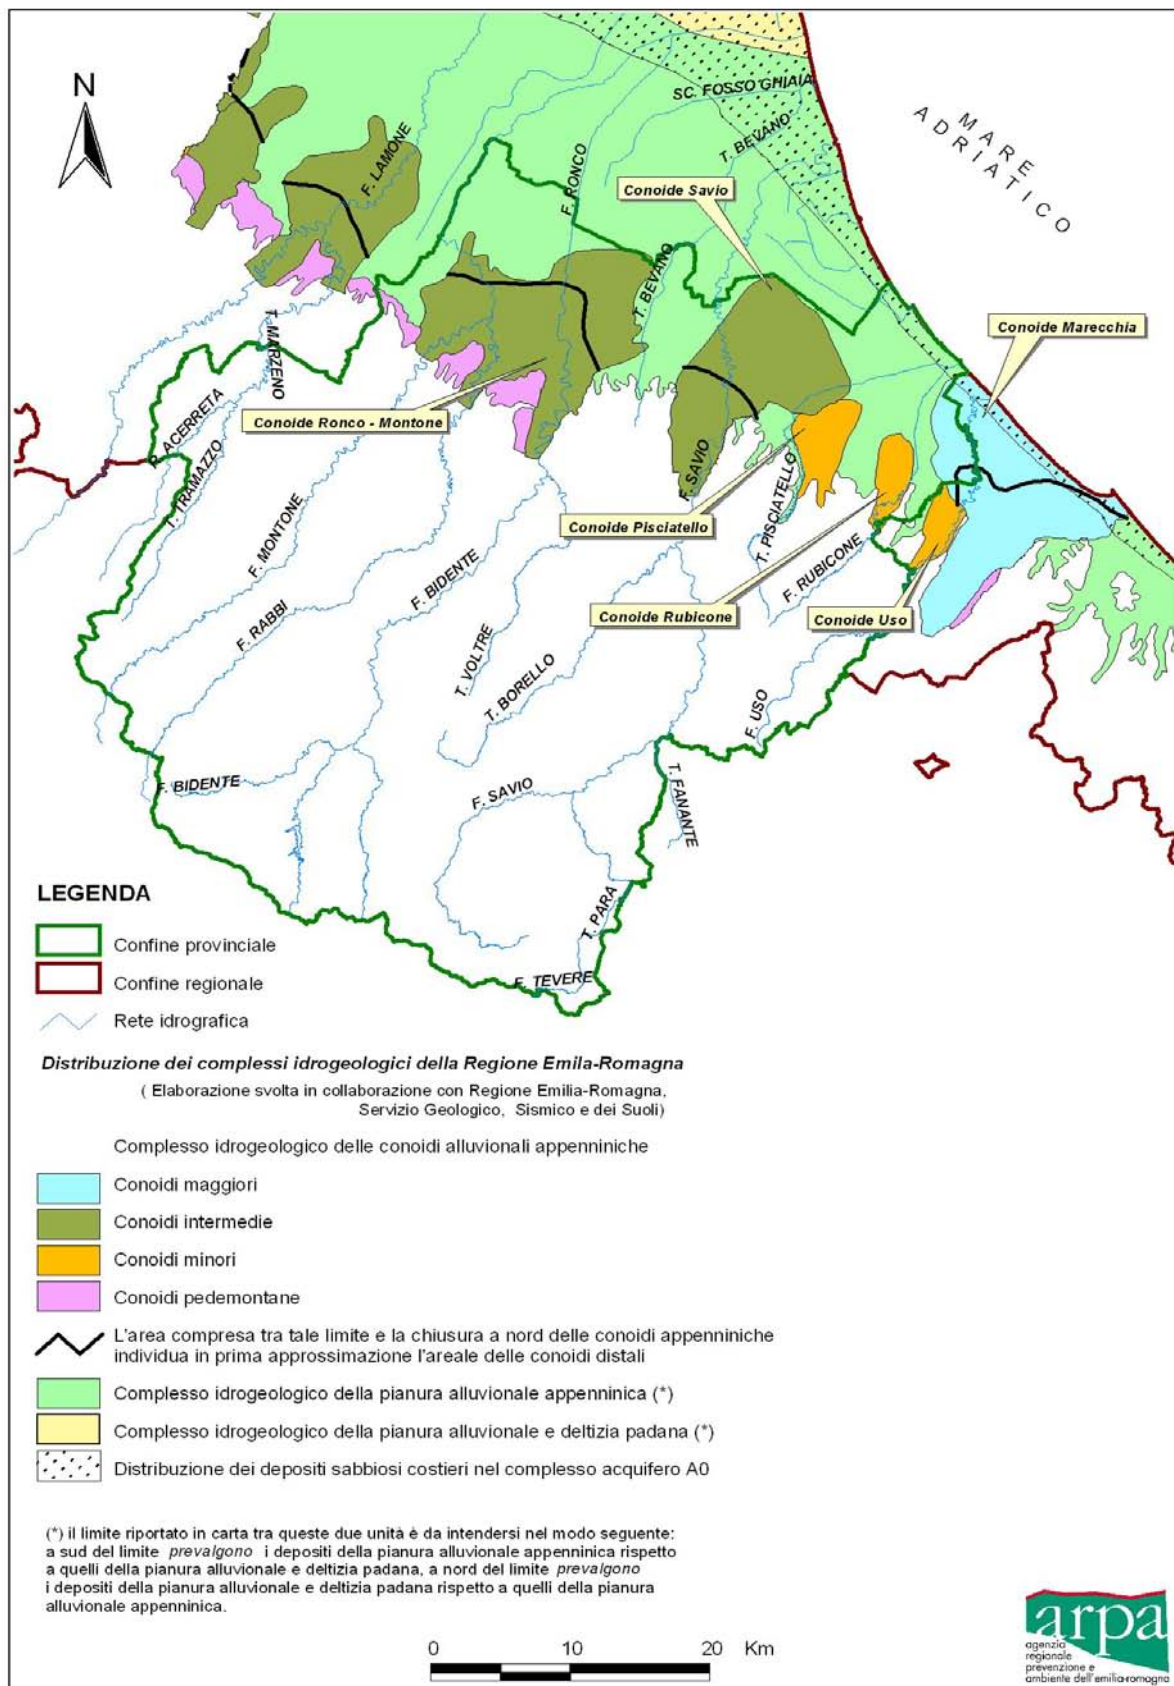 N
MARE
ADRIATICO
SC. FOSSO GHIAIA
T. BEVANO
F. LAMONE
F. RONCO
Conoide Savio
T. BEVANO
Conoide Marecchia
T. MARZENO
Conoide Ronco - Montone
ACERRETA
T. TRAMAZZO
F. SAVIO
T. PISCIATELLO
Conoide Pisciatello
F. MONTONE
F. BIDENTE
F. RUBICONE
F. RABBI
Conoide Rubicone
Conoide Uso
T. VOLTRE
T. BORELLO
F. USO
F. BIDENTE
F. SAVIO
T. FANANTE
T. PARA
F. TEVERE
LEGENDA
Confine provinciale
Confine regionale
Rete idrografica
Distribuzione dei complessi idrogeologici della Regione Emila-Romagna
( Elaborazione svolta in collaborazione con Regione Emilia-Romagna,
Servizio Geologico, Sismico e dei Suoli)
Complesso idrogeologico delle conoidi alluvionali appenniniche
Conoidi maggiori
Conoidi intermedie
Conoidi minori
Conoidi pedemontane
L'area compresa tra tale limite e la chiusura a nord delle conoidi appenniniche
individua in prima approssimazione l'areale delle conoidi distali
Complesso idrogeologico della pianura alluvionale appenninica (*)
Complesso idrogeologico della pianura alluvionale e deltizia padana (*)
Distribuzione dei depositi sabbiosi costieri nel complesso acquifero A0
(*) il limite riportato in carta tra queste due unità è da intendersi nel modo seguente:
a sud del limite prevalgono i depositi della pianura alluvionale appenninica rispetto
a quelli della pianura alluvionale e deltizia padana, a nord del limite prevalgono
i depositi della pianura alluvionale e deltizia padana rispetto a quelli della pianura
alluvionale appenninica.
0 10 20 Km
arpa
agenzia
regionale
prevenzione e
ambiente dell'emilia-romagna